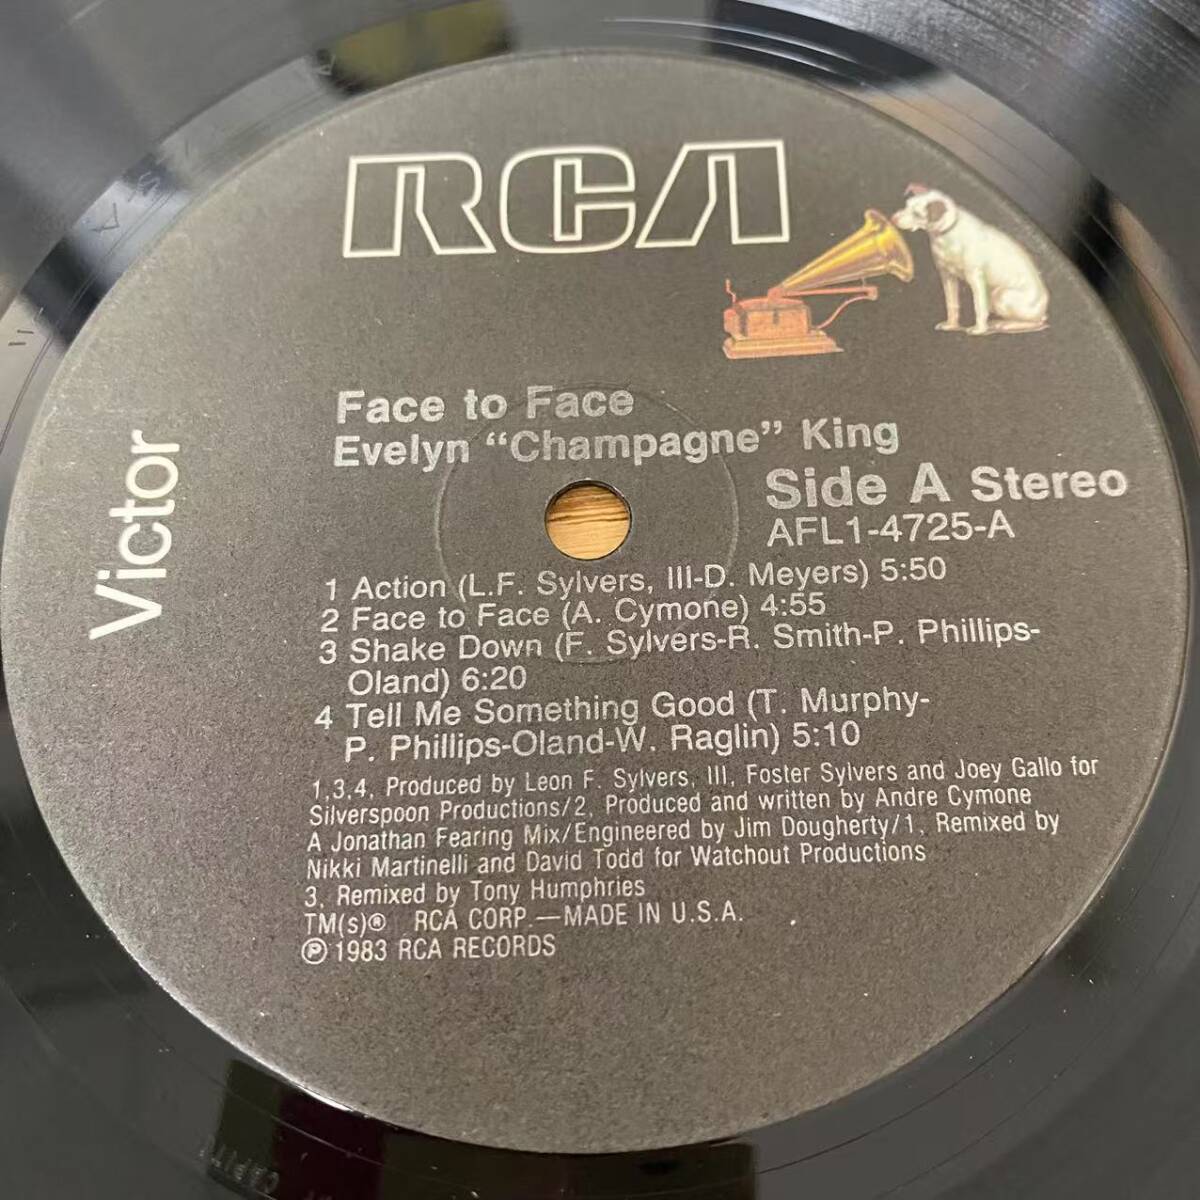 RCA
Victor
Face to Face
Evelyn “Champagne” King
Side A Stereo
AFL1-4725-A
1 Action (L.F. Sylvers, III-D. Meyers) 5:50
2 Face to Face (A. Cymone) 4:55
3 Shake Down (F. Sylvers-R. Smith-P. Phillips-
Oland) 6:20
4 Tell Me Something Good (T. Murphy-
P. Phillips-Oland-W. Raglin) 5:10
1,3,4, Produced by Leon F. Sylvers, III, Foster Sylvers and Joey Gallo for
Silverspoon Productions/2, Produced and written by Andre Cymone
A Jonathan Fearing Mix/Engineered by Jim Dougherty/1, Remixed by
Nikki Martinelli and David Todd for Watchout Productions
3, Remixed by Tony Humphries
TM(s)® RCA CORP.—MADE IN U.S.A.
℗ 1983 RCA RECORDS